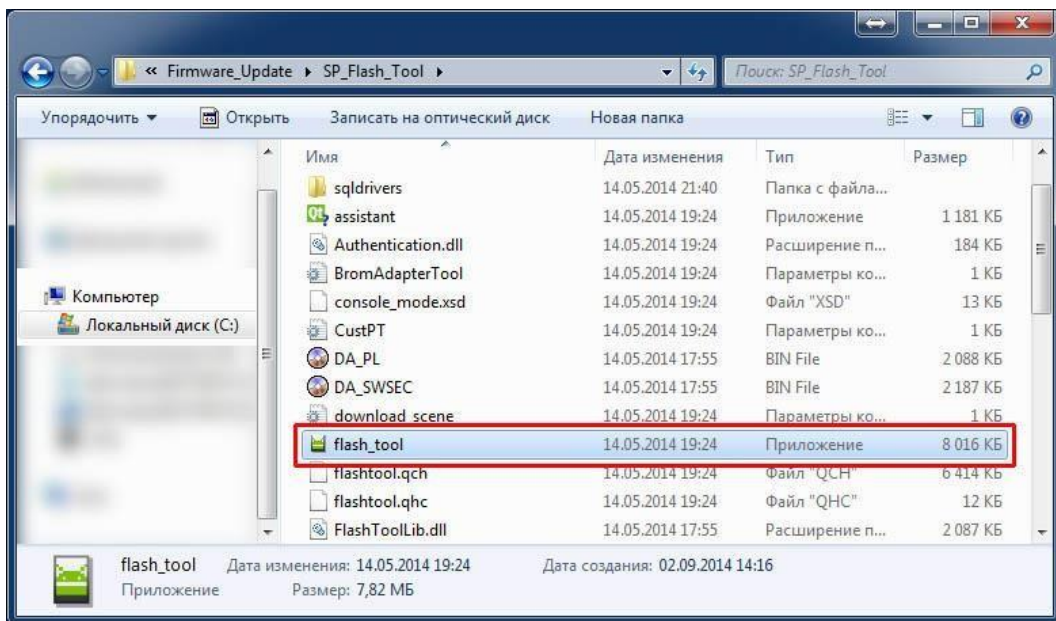 « Firmware_Update ▸ SP_Flash_Tool ▸ Поиск: SP_Flash_Tool
Упорядочить ▼ Открыть Записать на оптический диск Новая папка
Имя Дата изменения Тип Размер
sqldrivers 14.05.2014 21:40 Папка с файла...
assistant 14.05.2014 19:24 Приложение 1 181 КБ
Authentication.dll 14.05.2014 19:24 Расширение п... 184 КБ
BromAdapterTool 14.05.2014 19:24 Параметры ко... 1 КБ
console_mode.xsd 14.05.2014 19:24 Файл "XSD" 13 КБ
CustPT 14.05.2014 19:24 Параметры ко... 1 КБ
DA_PL 14.05.2014 17:55 BIN File 2 088 КБ
DA_SWSEC 14.05.2014 17:55 BIN File 2 187 КБ
download_scene 14.05.2014 19:24 Параметры ко... 1 КБ
flash_tool 14.05.2014 19:24 Приложение 8 016 КБ
flashtool.qch 14.05.2014 19:24 Файл "QCH" 6 414 КБ
flashtool.qhc 14.05.2014 19:24 Файл "QHC" 12 КБ
FlashToolLib.dll 14.05.2014 17:55 Расширение п... 2 087 КБ
Компьютер
Локальный диск (C:)
flash_tool Дата изменения: 14.05.2014 19:24 Дата создания: 02.09.2014 14:16
Приложение Размер: 7,82 МБ